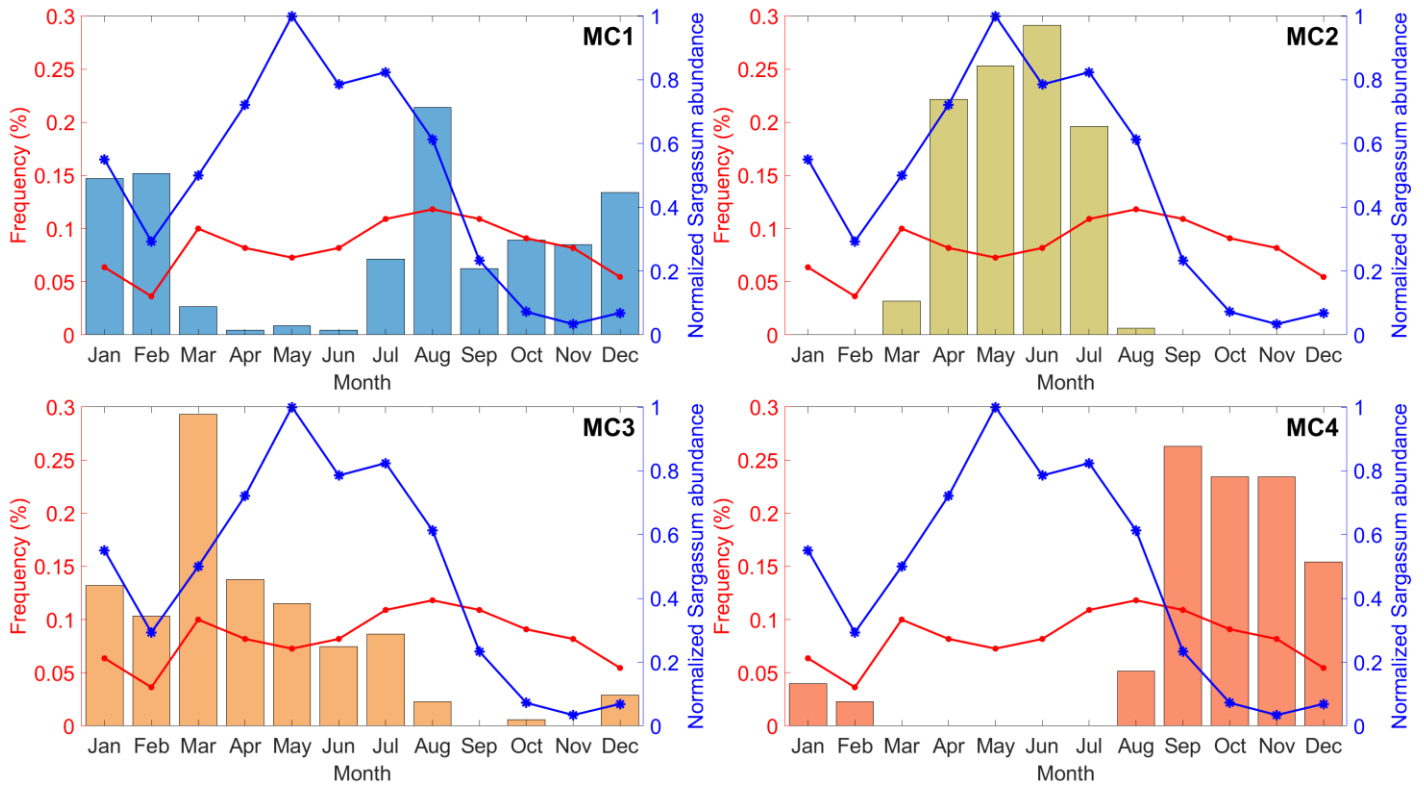 MC1
0.3
0.25
0.2
0.15
0.1
0.05
0
Frequency (%)
1
0.8
0.6
0.4
0.2
0
Normalized Sargassum abundance
Jan Feb Mar Apr May Jun Jul Aug Sep Oct Nov Dec
Month
MC2
0.3
0.25
0.2
0.15
0.1
0.05
0
Frequency (%)
1
0.8
0.6
0.4
0.2
0
Normalized Sargassum abundance
Jan Feb Mar Apr May Jun Jul Aug Sep Oct Nov Dec
Month
MC3
0.3
0.25
0.2
0.15
0.1
0.05
0
Frequency (%)
1
0.8
0.6
0.4
0.2
0
Normalized Sargassum abundance
Jan Feb Mar Apr May Jun Jul Aug Sep Oct Nov Dec
Month
MC4
0.3
0.25
0.2
0.15
0.1
0.05
0
Frequency (%)
1
0.8
0.6
0.4
0.2
0
Normalized Sargassum abundance
Jan Feb Mar Apr May Jun Jul Aug Sep Oct Nov Dec
Month